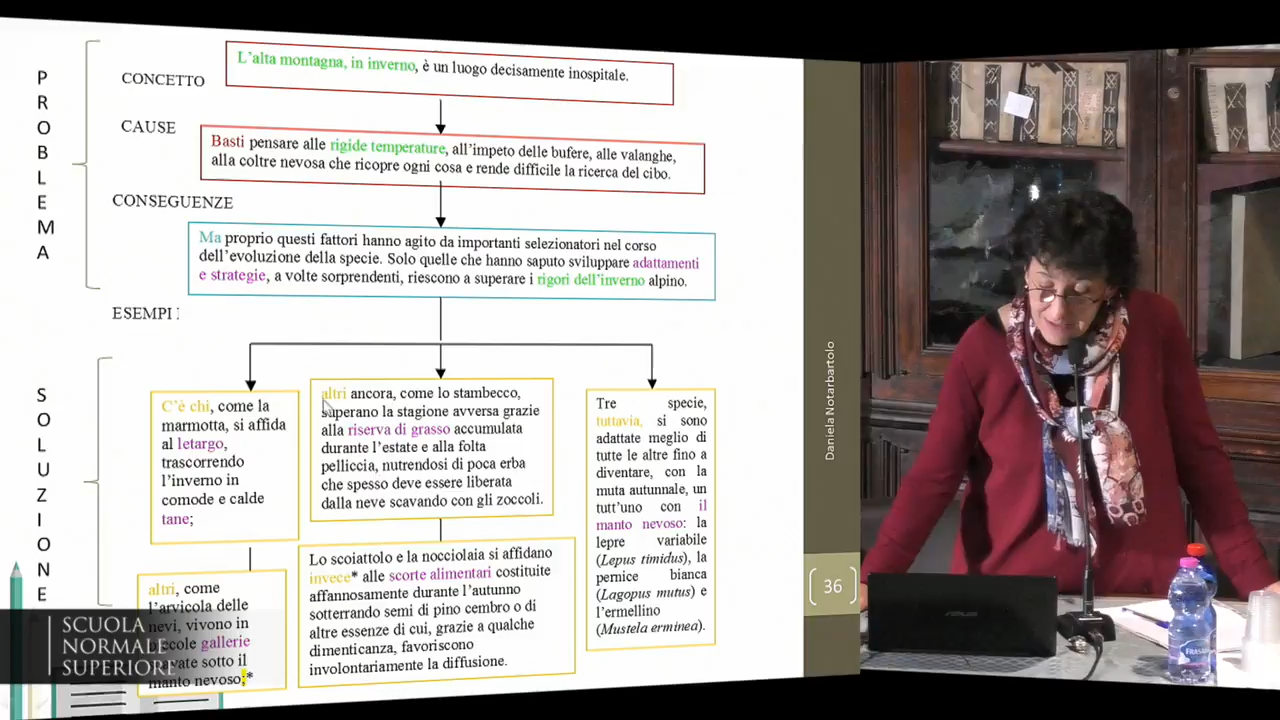 PROBLEMA
CONCETTO
L'alta montagna, in inverno, è un luogo decisamente inospitale.
CAUSE
Basti pensare alle rigide temperature, all'impeto delle bufere, alle valanghe,
alla coltre nevosa che ricopre ogni cosa e rende difficile la ricerca del cibo.
CONSEGUENZE
Ma proprio questi fattori hanno agito da importanti selezionatori nel corso
dell'evoluzione della specie. Solo quelle che hanno saputo sviluppare adattamenti
e strategie, a volte sorprendenti, riescono a superare i rigori dell'inverno alpino.
ESEMPI:
SOLUZIONE
C'è chi, come la
marmotta, si affida
al letargo,
trascorrendo
l'inverno in
comode e calde
tane;
altri, come
l'arvicola delle
nevi, vivono in
piccole gallerie
scavate sotto il
manto nevoso;*
altri ancora, come lo stambecco,
superano la stagione avversa grazie
alla riserva di grasso accumulata
durante l'estate e alla folta
pelliccia, nutrendosi di poca erba
che spesso deve essere liberata
dalla neve scavando con gli zoccoli.
Lo scoiattolo e la nocciolaia si affidano
invece* alle scorte alimentari costituite
affannosamente durante l'autunno
sotterrando semi di pino cembro o di
altre essenze di cui, grazie a qualche
dimenticanza, favoriscono
involontariamente la diffusione.
Tre specie,
tuttavia, si sono
adattate meglio di
tutte le altre fino a
diventare, con la
muta autunnale, un
tutt'uno con il
manto nevoso: la
lepre variabile
(Lepus timidus), la
pernice bianca
(Lagopus mutus) e
l'ermellino
(Mustela erminea).
Daniela Notarbartolo
36
SCUOLA
NORMALE
SUPERIORE
ASUS